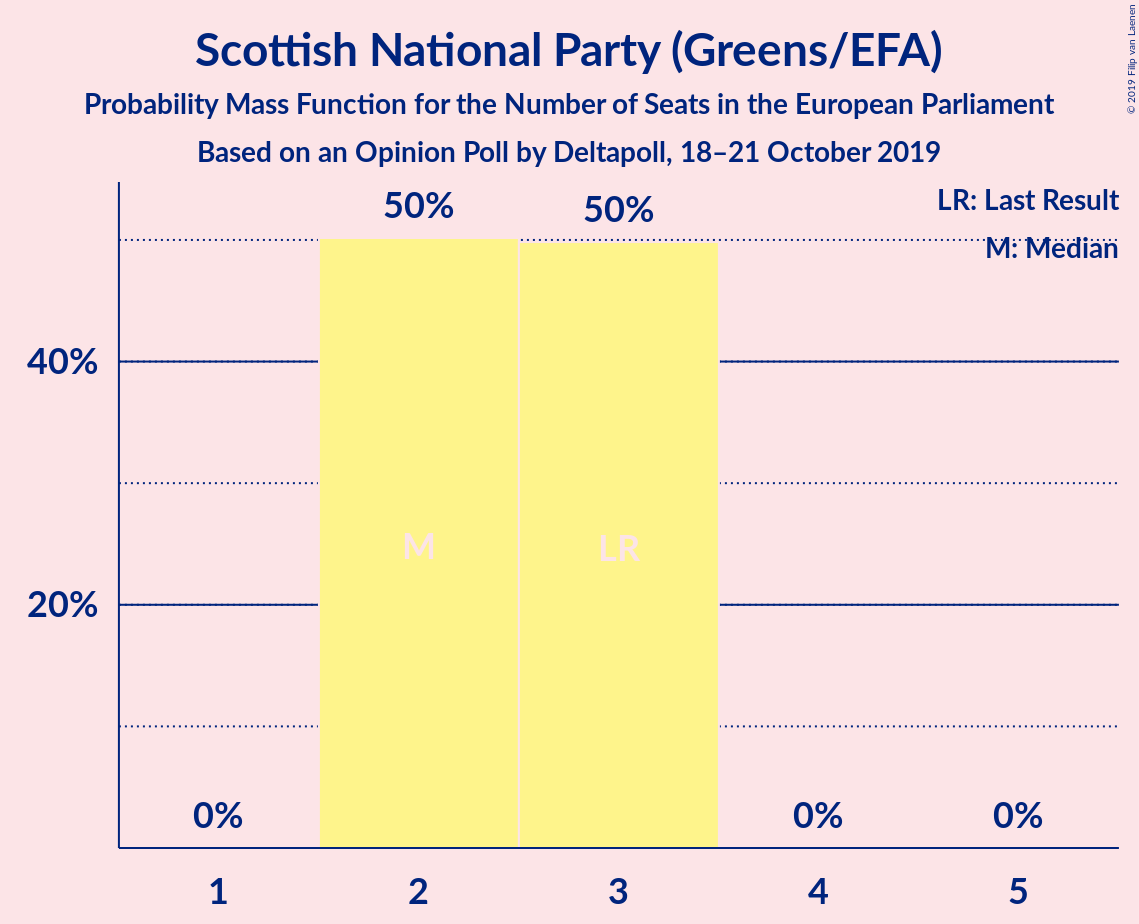 Scottish National Party (Greens/EFA)
Probability Mass Function for the Number of Seats in the European Parliament
Based on an Opinion Poll by Deltapoll, 18–21 October 2019
© 2019 Filip van Laenen
LR: Last Result
M: Median
50%
50%
40%
M
LR
20%
0%
0%
0%
1
2
3
4
5